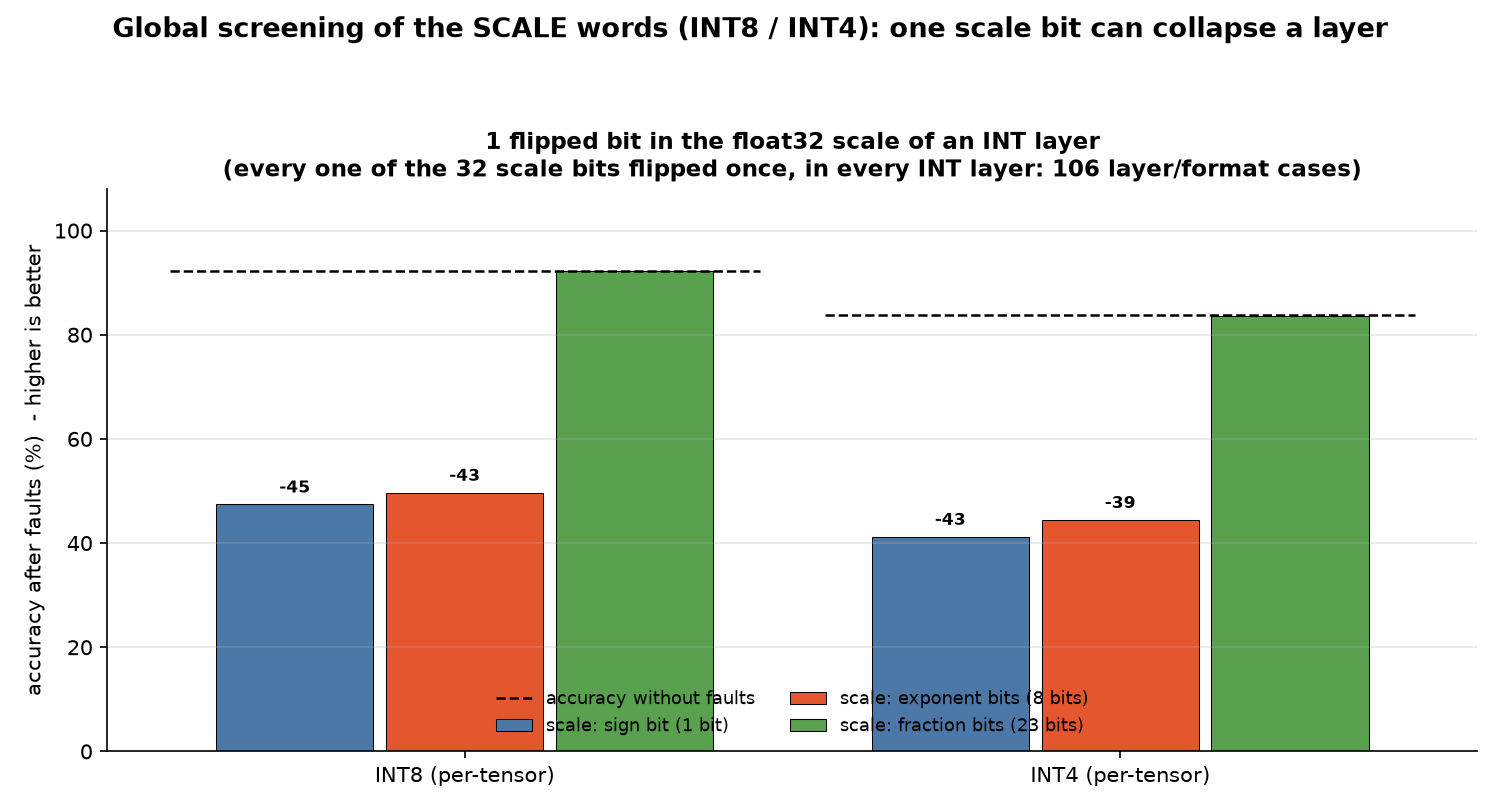 Global screening of the SCALE words (INT8 / INT4): one scale bit can collapse a layer
1 flipped bit in the float32 scale of an INT layer
(every one of the 32 scale bits flipped once, in every INT layer: 106 layer/format cases)
accuracy after faults (%)  - higher is better
100
80
60
40
20
0
-45
-43
-43
-39
accuracy without faults
scale: sign bit (1 bit)
scale: exponent bits (8 bits)
scale: fraction bits (23 bits)
INT8 (per-tensor)
INT4 (per-tensor)